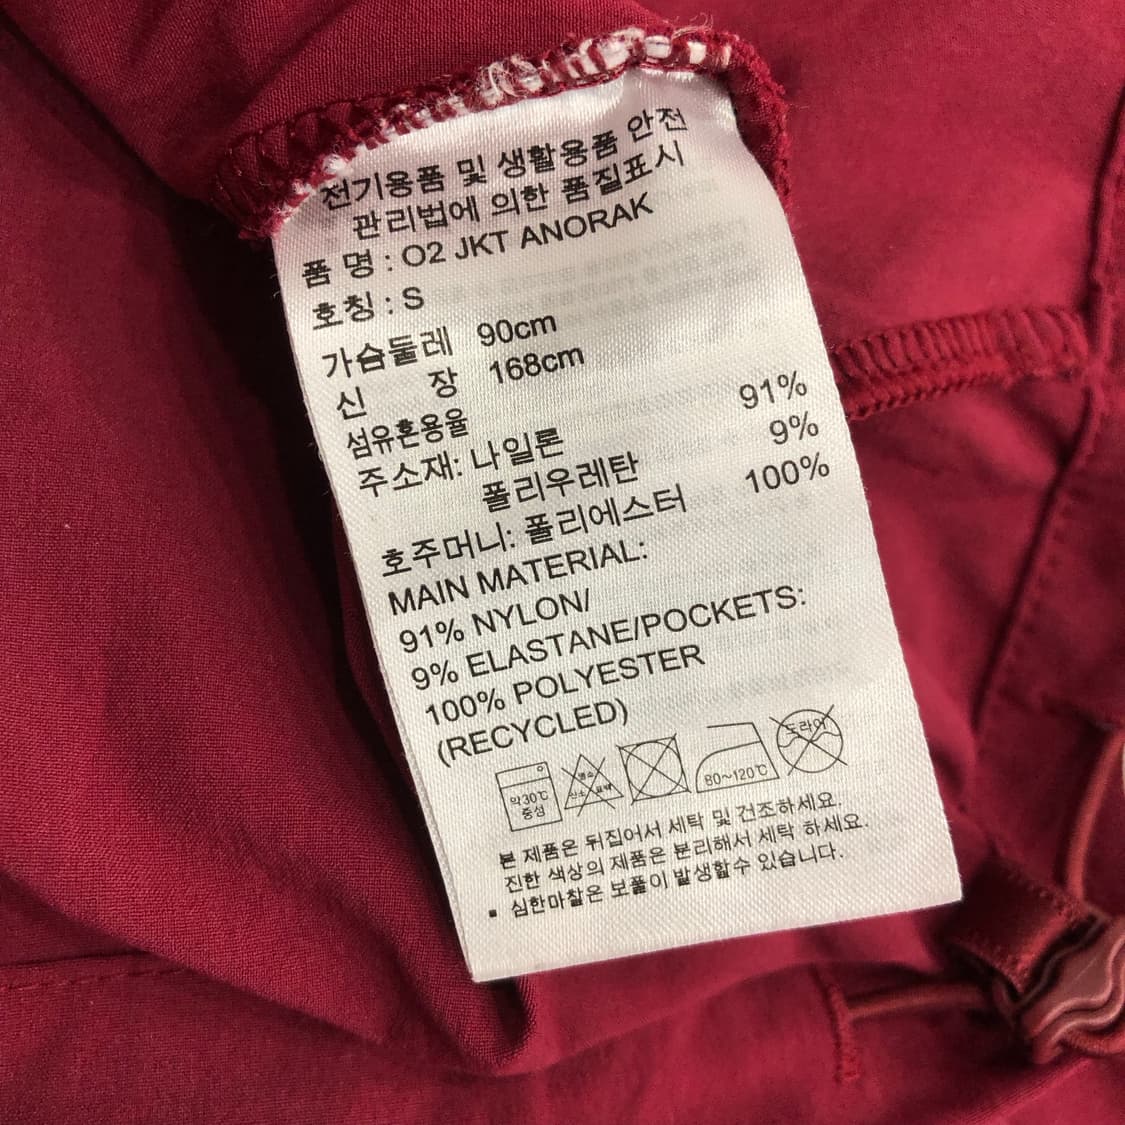 전기용품 및 생활용품 안전
관리법에 의한 품질표시
품 명 : O2 JKT ANORAK
호칭 : S
가슴둘레 90cm
신 장 168cm
섬유혼용율
주소재: 나일론 91%
폴리우레탄 9%
호주머니: 폴리에스터 100%
MAIN MATERIAL:
91% NYLON/
9% ELASTANE/POCKETS:
100% POLYESTER
(RECYCLED)
약30℃
중성
80~120℃
드라이
본 제품은 뒤집어서 세탁 및 건조하세요.
진한 색상의 제품은 분리해서 세탁 하세요.
▪ 심한마찰은 보풀이 발생할수 있습니다.